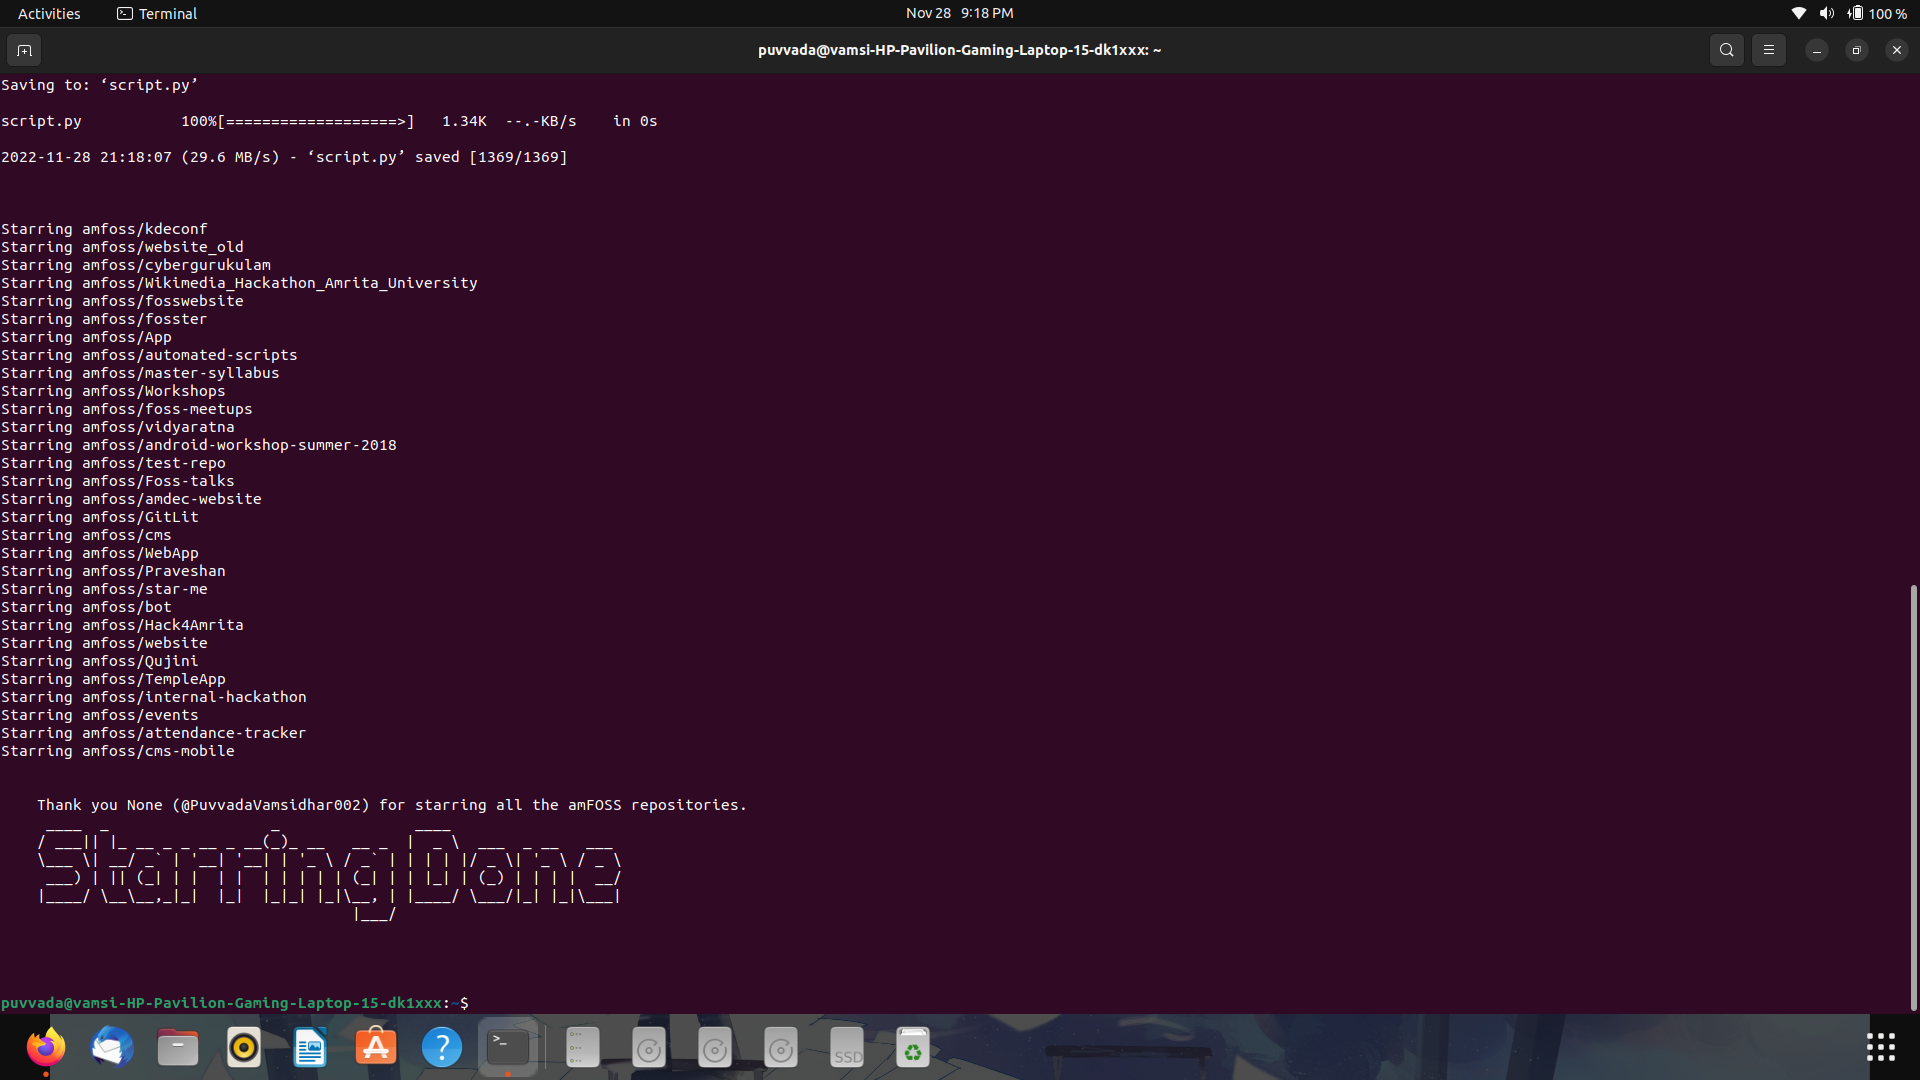 Activities Terminal Nov 28 9:18 PM 100 %
puvvada@vamsi-HP-Pavilion-Gaming-Laptop-15-dk1xxx: ~
Saving to: ‘script.py’
script.py 100%[===================>] 1.34K --.-KB/s in 0s
2022-11-28 21:18:07 (29.6 MB/s) - ‘script.py’ saved [1369/1369]
Starring amfoss/kdeconf
Starring amfoss/website_old
Starring amfoss/cybergurukulam
Starring amfoss/Wikimedia_Hackathon_Amrita_University
Starring amfoss/fosswebsite
Starring amfoss/fosster
Starring amfoss/App
Starring amfoss/automated-scripts
Starring amfoss/master-syllabus
Starring amfoss/Workshops
Starring amfoss/foss-meetups
Starring amfoss/vidyaratna
Starring amfoss/android-workshop-summer-2018
Starring amfoss/test-repo
Starring amfoss/Foss-talks
Starring amfoss/amdec-website
Starring amfoss/GitLit
Starring amfoss/cms
Starring amfoss/WebApp
Starring amfoss/Praveshan
Starring amfoss/star-me
Starring amfoss/bot
Starring amfoss/Hack4Amrita
Starring amfoss/website
Starring amfoss/Qujini
Starring amfoss/TempleApp
Starring amfoss/internal-hackathon
Starring amfoss/events
Starring amfoss/attendance-tracker
Starring amfoss/cms-mobile
Thank you None (@PuvvadaVamsidhar002) for starring all the amFOSS repositories.
StarringDone
puvvada@vamsi-HP-Pavilion-Gaming-Laptop-15-dk1xxx:~$
SSD